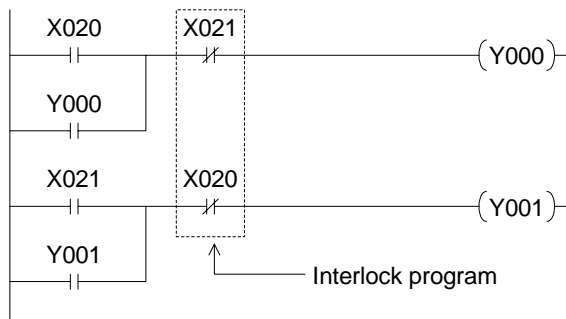 X020 X021
(Y000)
Y000
X021 X020
(Y001)
Y001
Interlock program